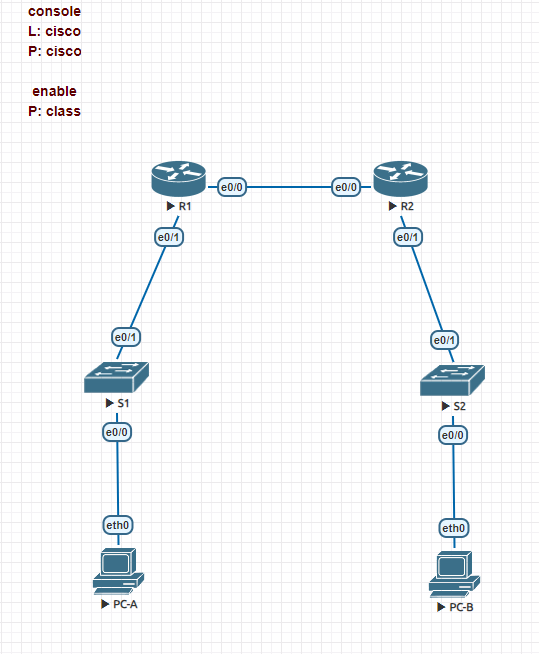 console
L: cisco
P: cisco
enable
P: class
e0/0 e0/0
R1 R2
e0/1 e0/1
e0/1 e0/1
S1 S2
e0/0 e0/0
eth0 eth0
PC-A PC-B